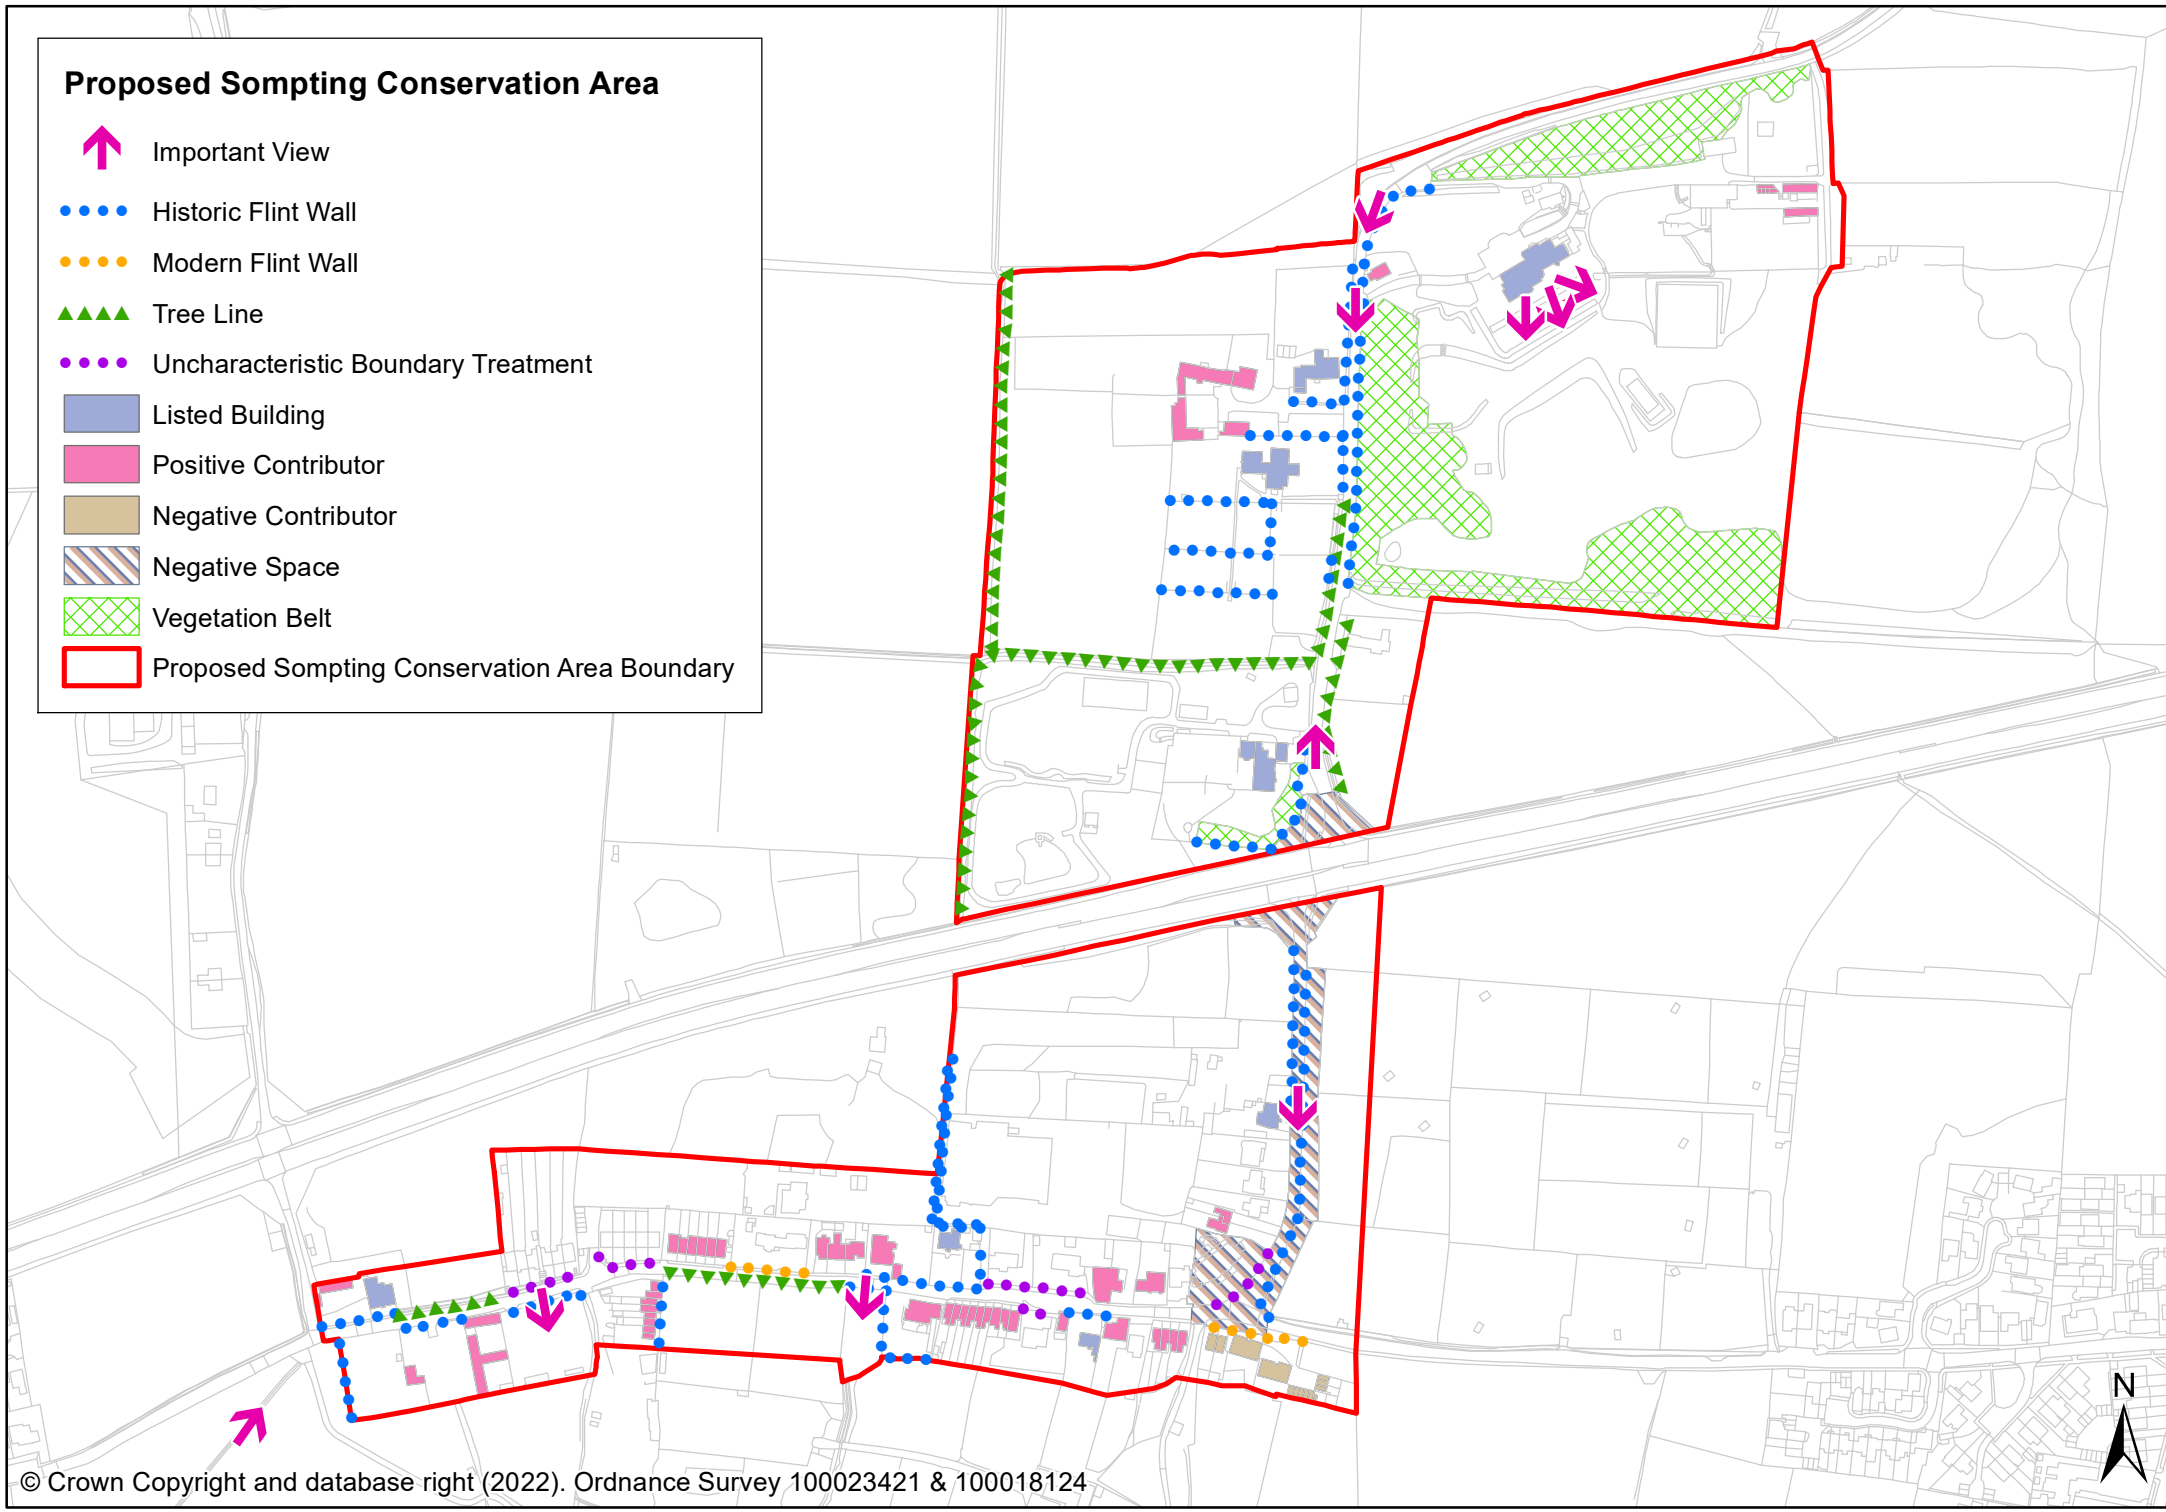 Proposed Sompting Conservation Area
Important View
Historic Flint Wall
Modern Flint Wall
Tree Line
Uncharacteristic Boundary Treatment
Listed Building
Positive Contributor
Negative Contributor
Negative Space
Vegetation Belt
Proposed Sompting Conservation Area Boundary
N
© Crown Copyright and database right (2022). Ordnance Survey 100023421 & 100018124